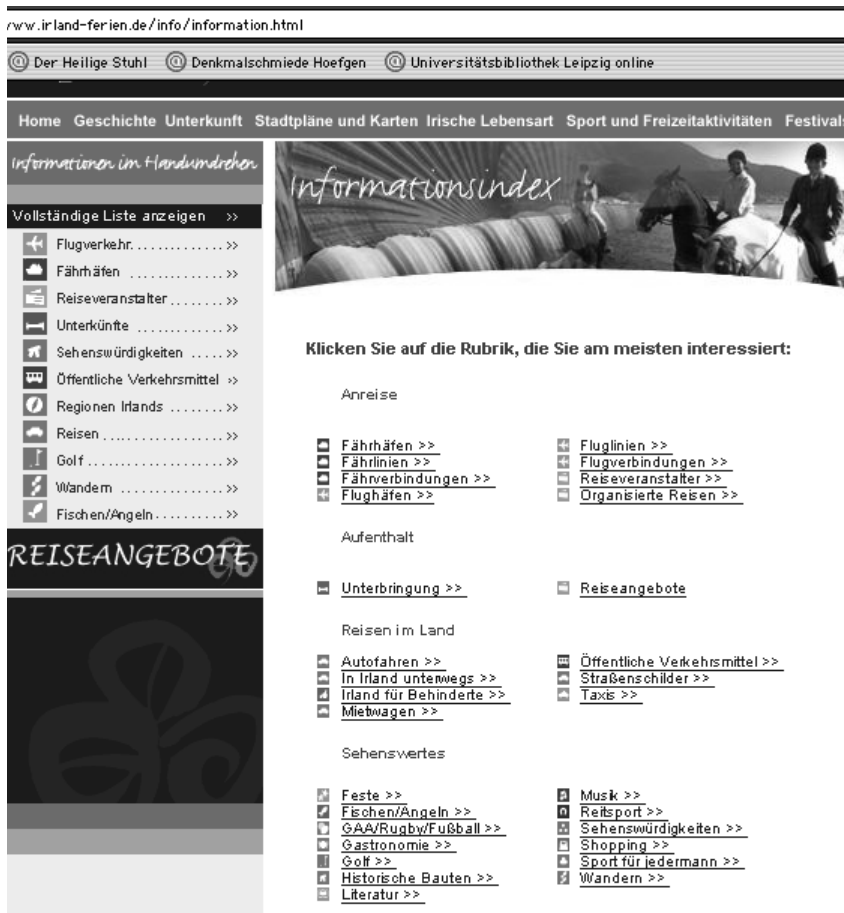 www.irland-ferien.de/info/information.html
Der Heilige Stuhl Denkmalschmiede Hoefgen Universitätsbibliothek Leipzig online
Home Geschichte Unterkunft Stadtpläne und Karten Irische Lebensart Sport und Freizeitaktivitäten Festivals
Informationen im Handumdrehen
Vollständige Liste anzeigen >>
Flugverkehr.............. >>
Fährhäfen ............. >>
Reiseveranstalter........ >>
Unterkünfte ............. >>
Sehenswürdigkeiten ..... >>
Öffentliche Verkehrsmittel >>
Regionen Irlands ........ >>
Reisen .................. >>
Golf .................... >>
Wandern ............... >>
Fischen/Angeln.......... >>
REISEANGEBOTE
Informationsindex
Klicken Sie auf die Rubrik, die Sie am meisten interessiert:
Anreise
Fährhäfen >> Fluglinien >>
Fährlinien >> Flugverbindungen >>
Fährverbindungen >> Reiseveranstalter >>
Flughäfen >> Organisierte Reisen >>
Aufenthalt
Unterbringung >> Reiseangebote
Reisen im Land
Autofahren >> Öffentliche Verkehrsmittel >>
In Irland unterwegs >> Straßenschilder >>
Irland für Behinderte >> Taxis >>
Mietwagen >>
Sehenswertes
Feste >> Musik >>
Fischen/Angeln >> Reitsport >>
GAA/Rugby/Fußball >> Sehenswürdigkeiten >>
Gastronomie >> Shopping >>
Golf >> Sport für jedermann >>
Historische Bauten >> Wandern >>
Literatur >>